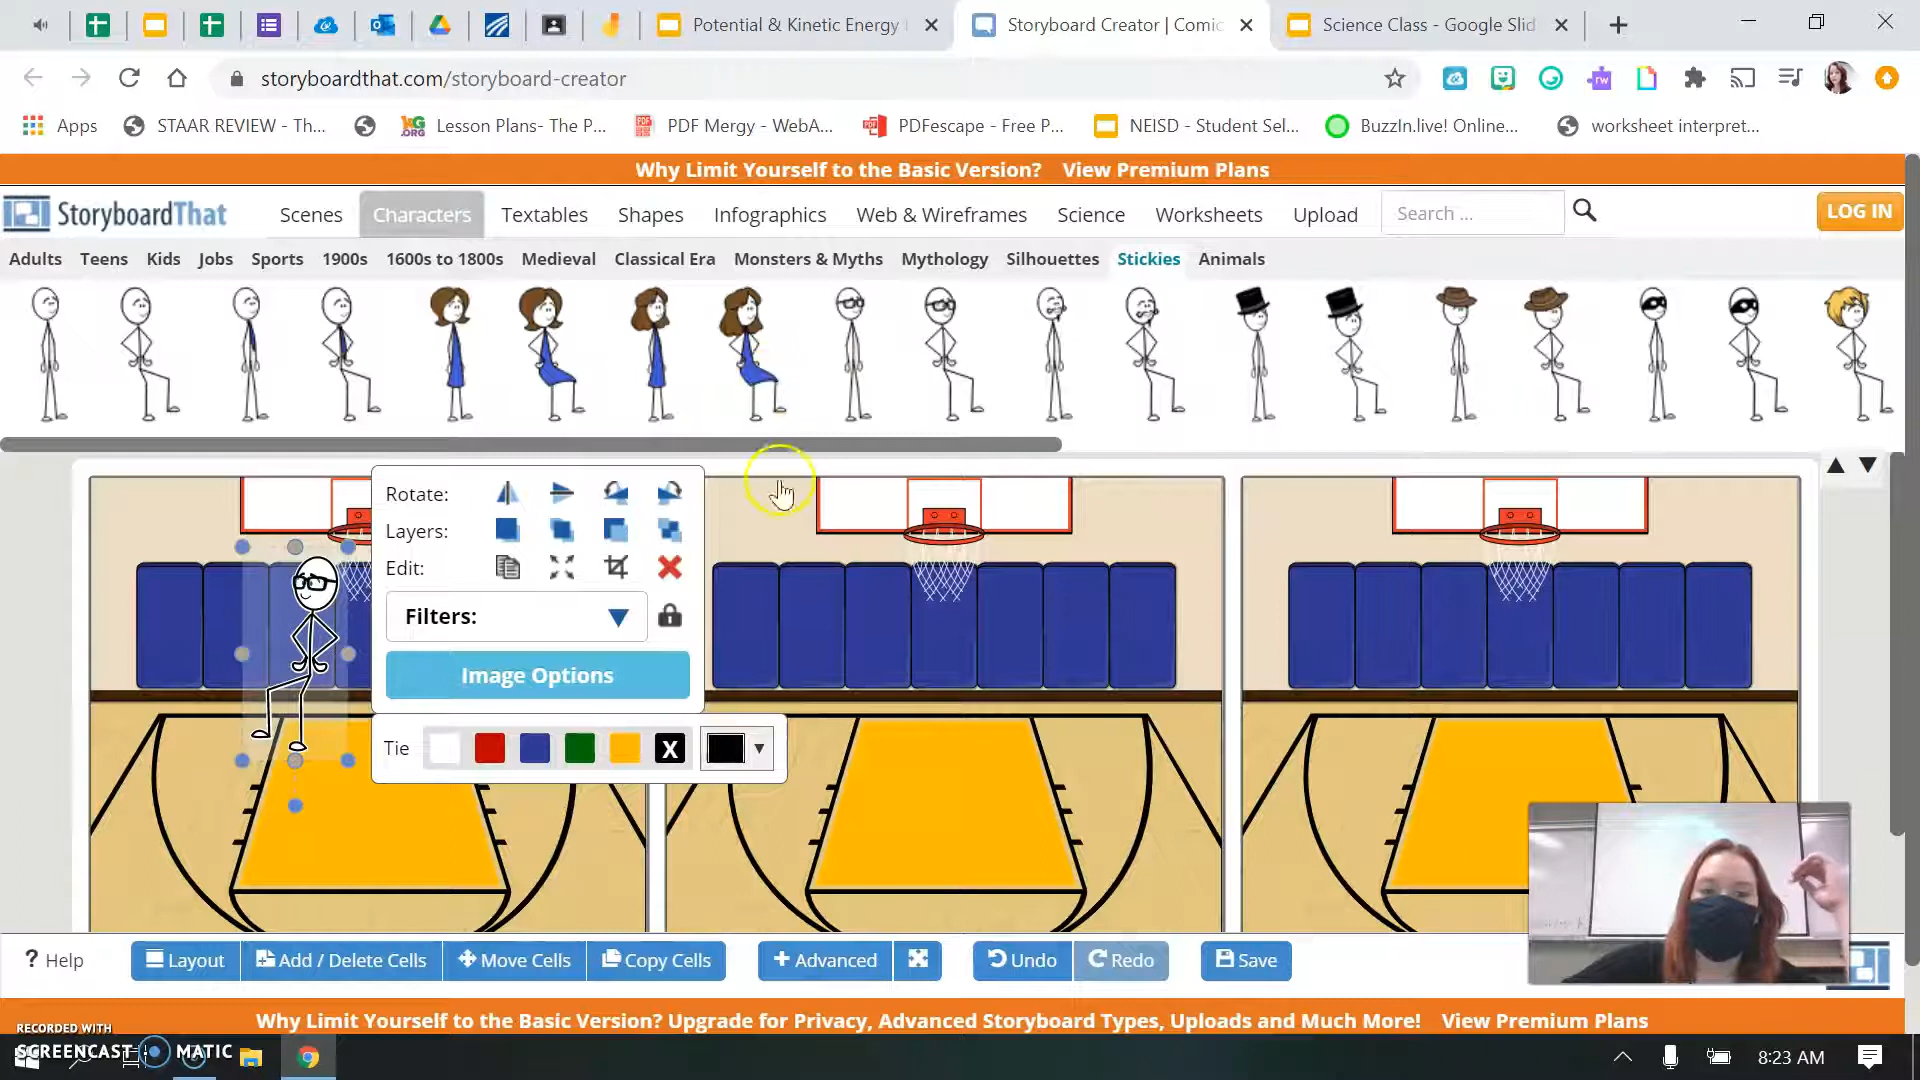 Potential & Kinetic Energy
Storyboard Creator | Comic
Science Class - Google Slid
storyboardthat.com/storyboard-creator
Apps
STAAR REVIEW - Th...
Lesson Plans- The P...
PDF Mergy - WebA...
PDFescape - Free P...
NEISD - Student Sel...
BuzzIn.live! Online...
worksheet interpret...
Why Limit Yourself to the Basic Version? View Premium Plans
StoryboardThat
Scenes
Characters
Textables
Shapes
Infographics
Web & Wireframes
Science
Worksheets
Upload
Search ...
LOG IN
Adults
Teens
Kids
Jobs
Sports
1900s
1600s to 1800s
Medieval
Classical Era
Monsters & Myths
Mythology
Silhouettes
Stickies
Animals
Rotate:
Layers:
Edit:
Filters:
Image Options
Tie
X
? Help
Layout
Add / Delete Cells
Move Cells
Copy Cells
+ Advanced
Undo
Redo
Save
Why Limit Yourself to the Basic Version? Upgrade for Privacy, Advanced Storyboard Types, Uploads and Much More! View Premium Plans
RECORDED WITH
SCREENCAST MATIC
8:23 AM